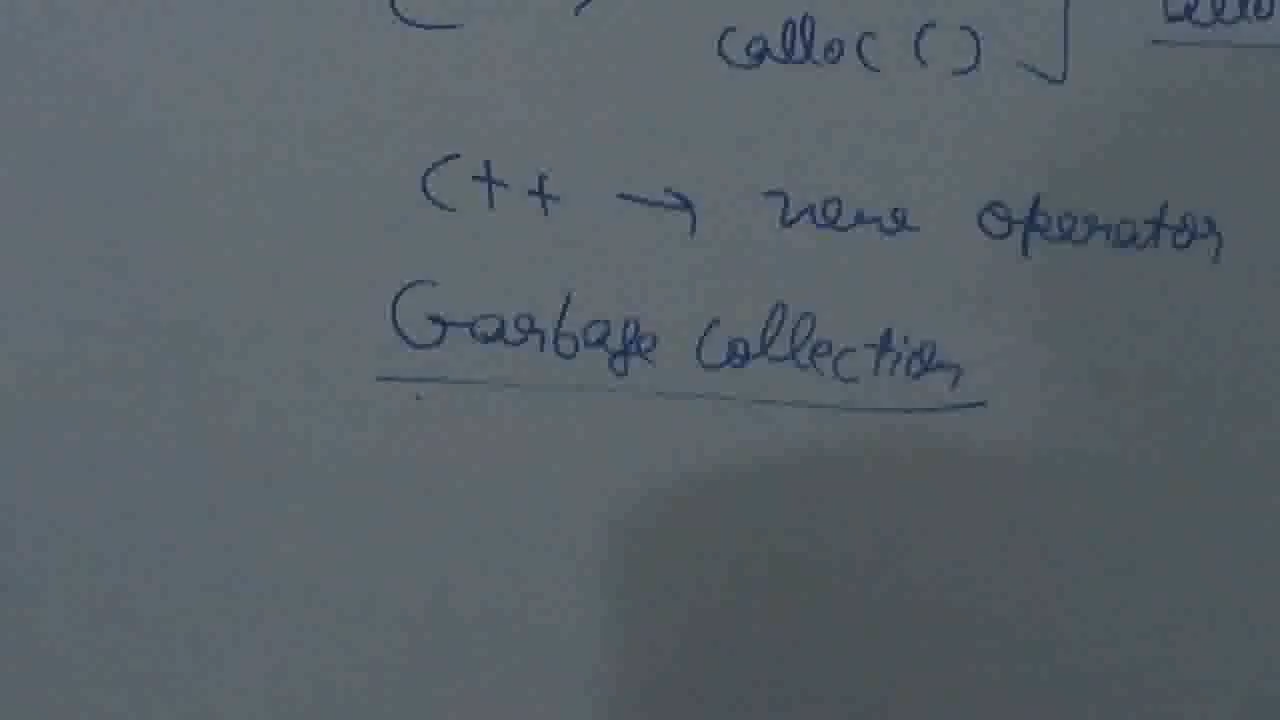 calloc ()
C++ → new operator
Garbage Collection